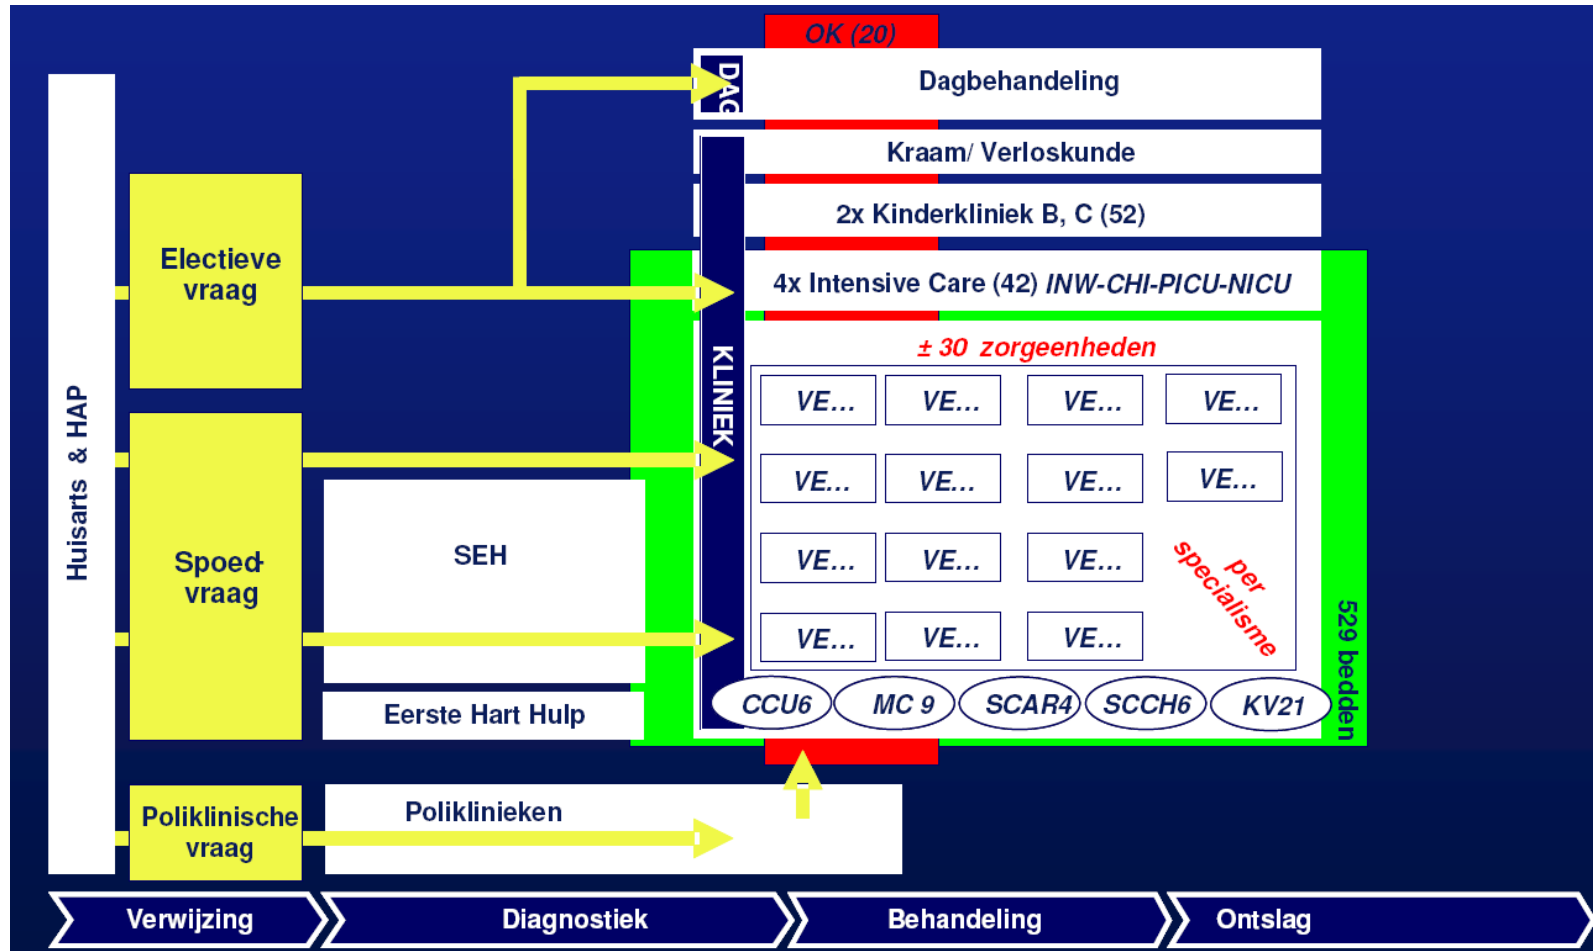 OK (20)
DAG
Dagbehandeling
Kraam/ Verloskunde
2x Kinderkliniek B, C (52)
4x Intensive Care (42) INW-CHI-PICU-NICU
KLINIEK
± 30 zorgeenheden
VE... VE... VE... VE...
VE... VE... VE... VE...
VE... VE... VE...
VE... VE... VE...
per
specialisme
529 bedden
CCU6 MC 9 SCAR4 SCCH6 KV21
Huisarts & HAP
Electieve
vraag
Spoed-
vraag
SEH
Eerste Hart Hulp
Poliklinische
vraag
Poliklinieken
Verwijzing Diagnostiek Behandeling Ontslag